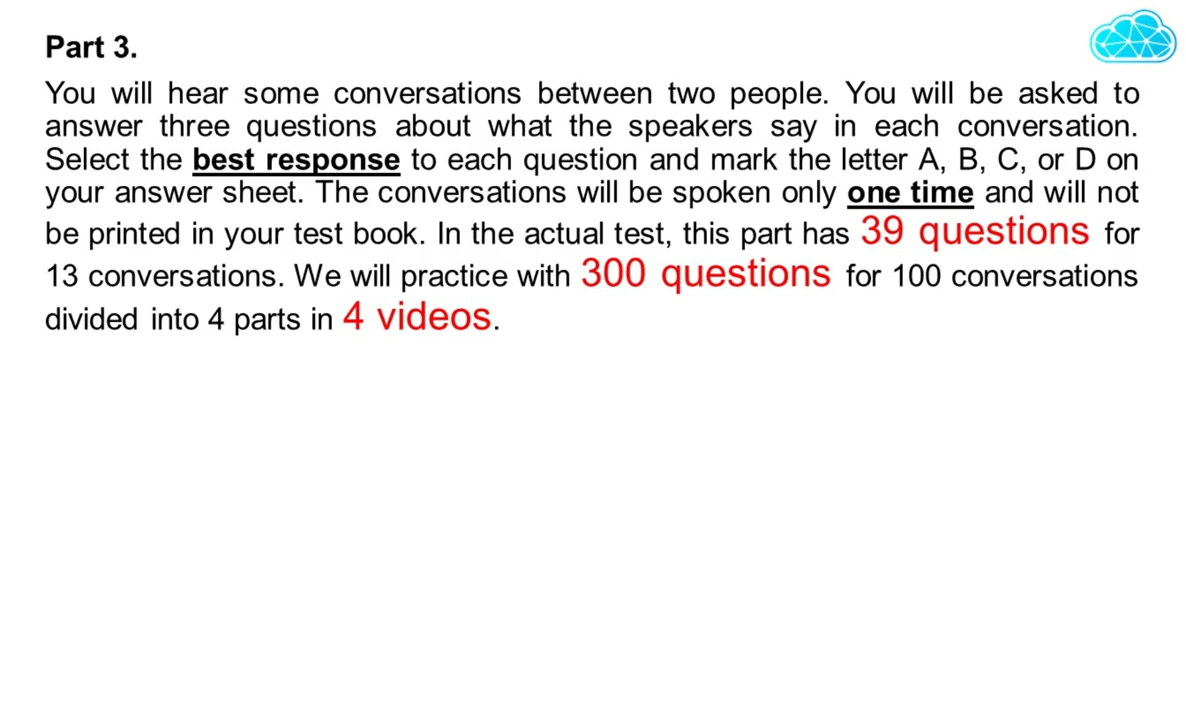 Part 3.
You will hear some conversations between two people. You will be asked to
answer three questions about what the speakers say in each conversation.
Select the best response to each question and mark the letter A, B, C, or D on
your answer sheet. The conversations will be spoken only one time and will not
be printed in your test book. In the actual test, this part has 39 questions for
13 conversations. We will practice with 300 questions for 100 conversations
divided into 4 parts in 4 videos.